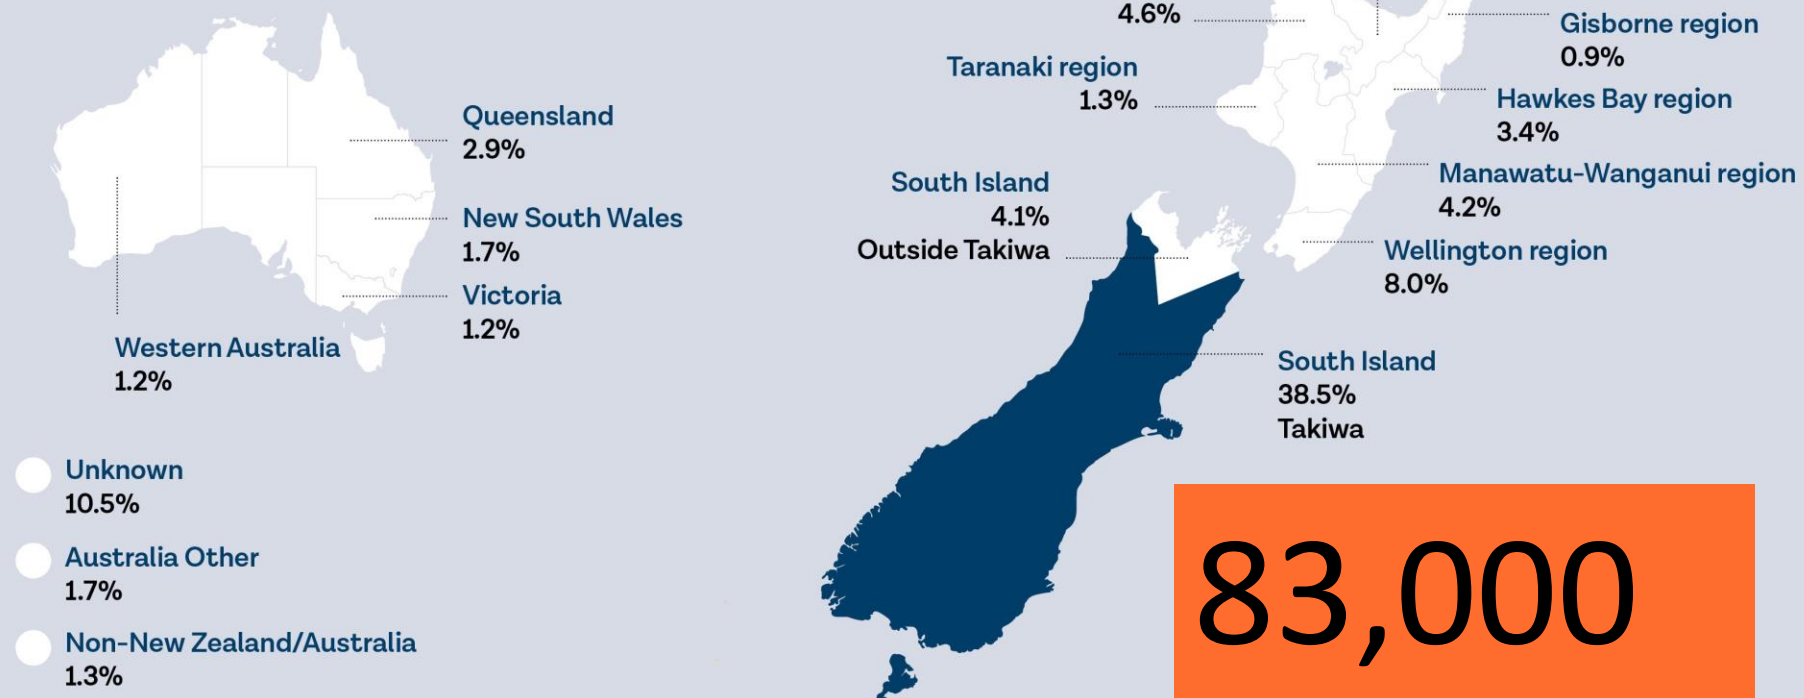 4.6%
Gisborne region
0.9%
Taranaki region
1.3%
Hawkes Bay region
3.4%
Queensland
2.9%
Manawatu-Wanganui region
4.2%
South Island
4.1%
Outside Takiwa
New South Wales
1.7%
Wellington region
8.0%
Victoria
1.2%
Western Australia
1.2%
South Island
38.5%
Takiwa
Unknown
10.5%
Australia Other
1.7%
Non-New Zealand/Australia
1.3%
83,000